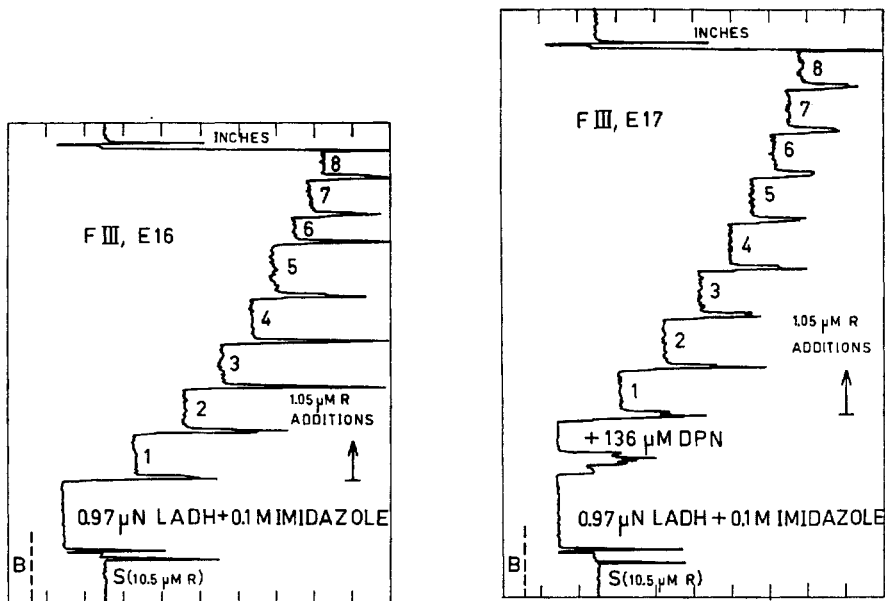 INCHES
8
7
F III, E16
6
5
4
3
1.05 µM R
ADDITIONS
2
1
0.97 µN LADH+0.1M IMIDAZOLE
B
S(10.5 µM R)
INCHES
8
F III, E17
7
6
5
4
3
1.05 µM R
ADDITIONS
2
1
+ 136 µM DPN
0.97 µN LADH + 0.1M IMIDAZOLE
B
S(10.5 µM R)